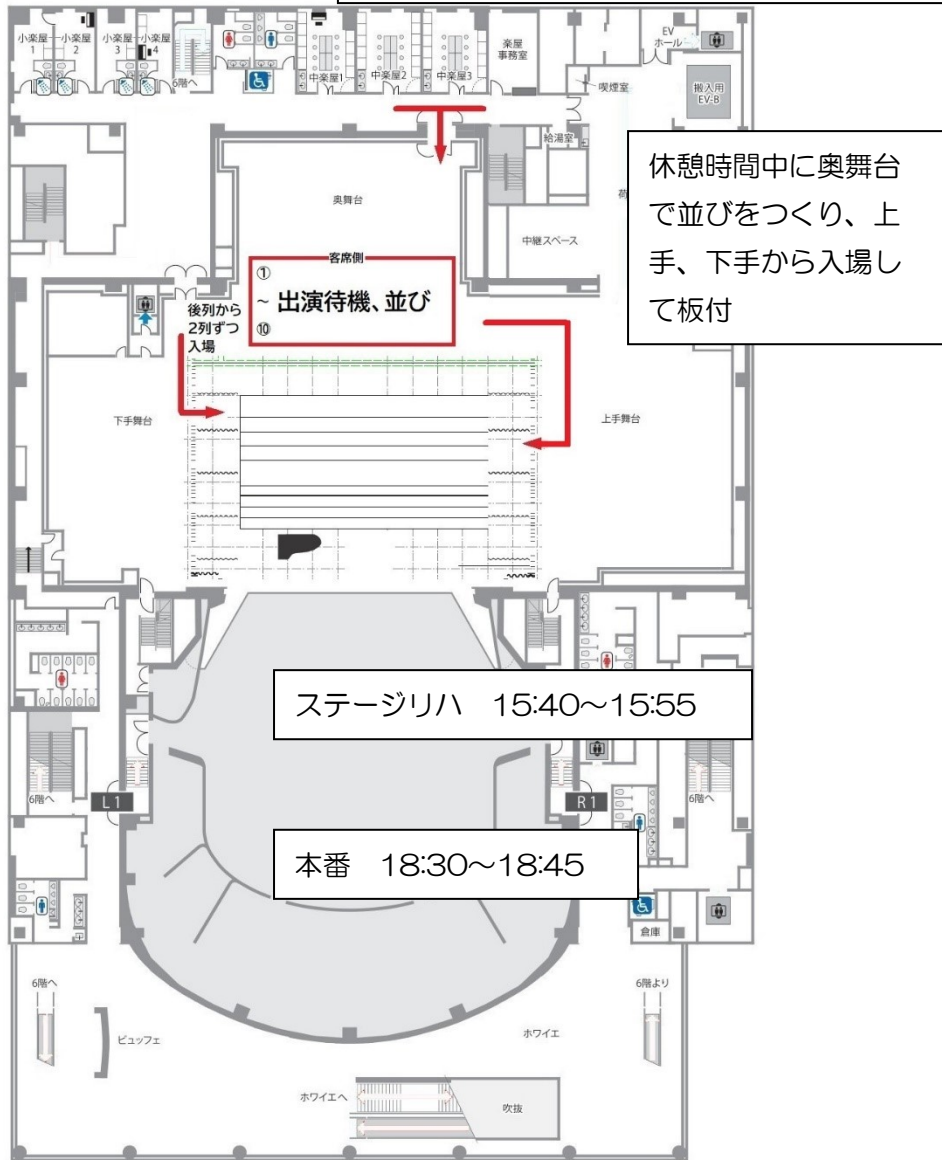 小楽屋
1
小楽屋
2
小楽屋
3
小楽屋
4
6階へ
中楽屋1
中楽屋2
中楽屋3
楽屋
事務室
EV
ホール
喫煙室
搬入用
EV-B
給湯室
荷
奥舞台
中継スペース
休憩時間中に奥舞台
で並びをつくり、上
手、下手から入場し
て板付
客席側
①
~ 出演待機、並び
⑩
後列から
2列ずつ
入場
下手舞台
上手舞台
ステージリハ 15:40~15:55
6階へ
L1
R1
6階へ
本番 18:30~18:45
倉庫
6階へ
6階より
ビュッフェ
ホワイエ
ホワイエへ
吹抜